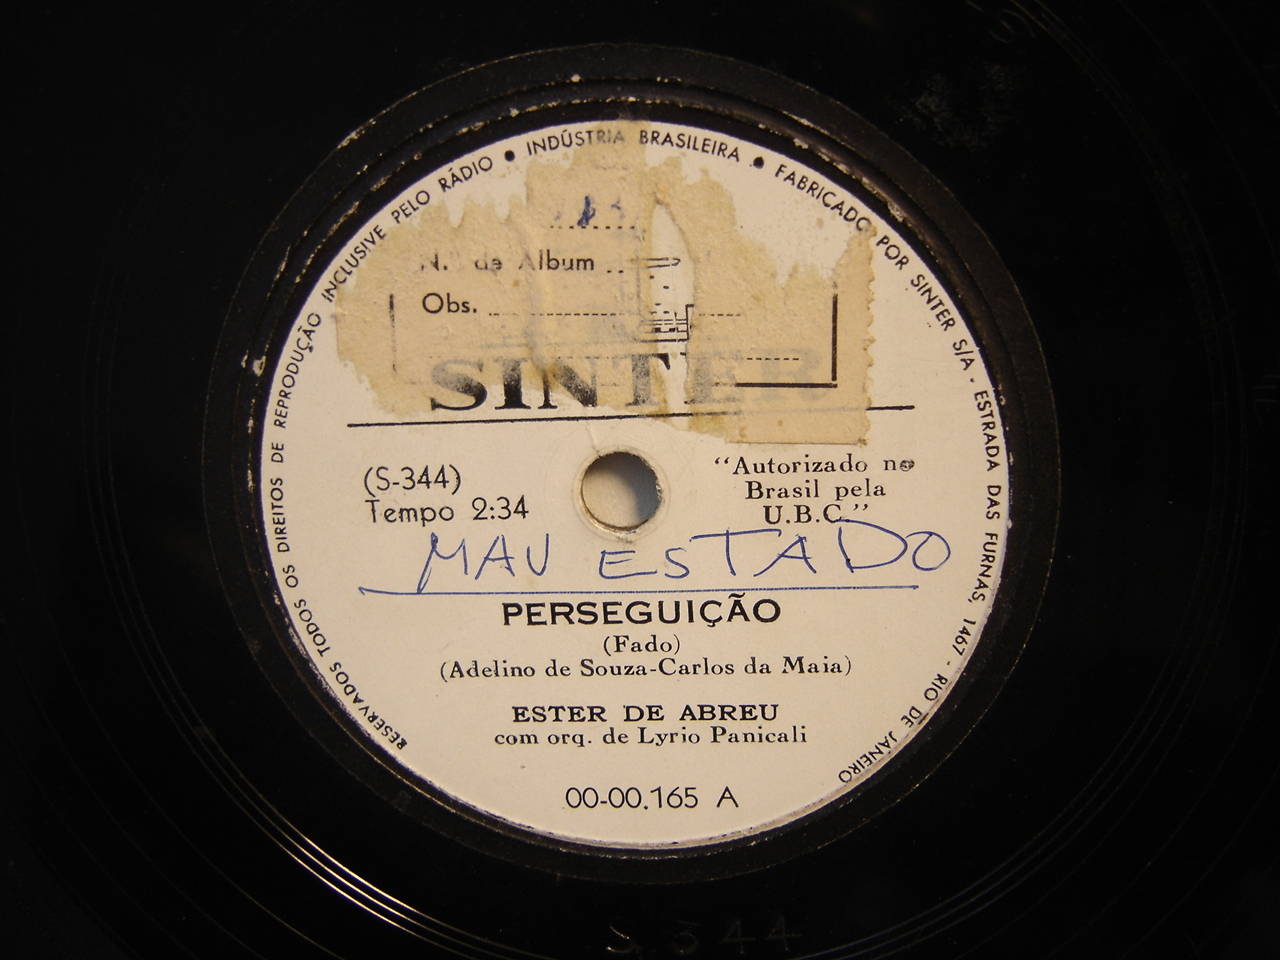 RESERVADOS TODOS OS DIREITOS DE REPRODUÇÃO INCLUSIVE PELO RÁDIO • INDÚSTRIA BRASILEIRA • FABRICADO POR SINTER S/A - ESTRADA DAS FURNAS, 1467 - RIO DE JANEIRO
N.º de Album
Obs.
SINTER
(S-344)
Tempo 2:34
“Autorizado no
Brasil pela
U.B.C.”
MAU ESTADO
PERSEGUIÇÃO
(Fado)
(Adelino de Souza-Carlos da Maia)
ESTER DE ABREU
com orq. de Lyrio Panicali
00-00.165 A
S 344